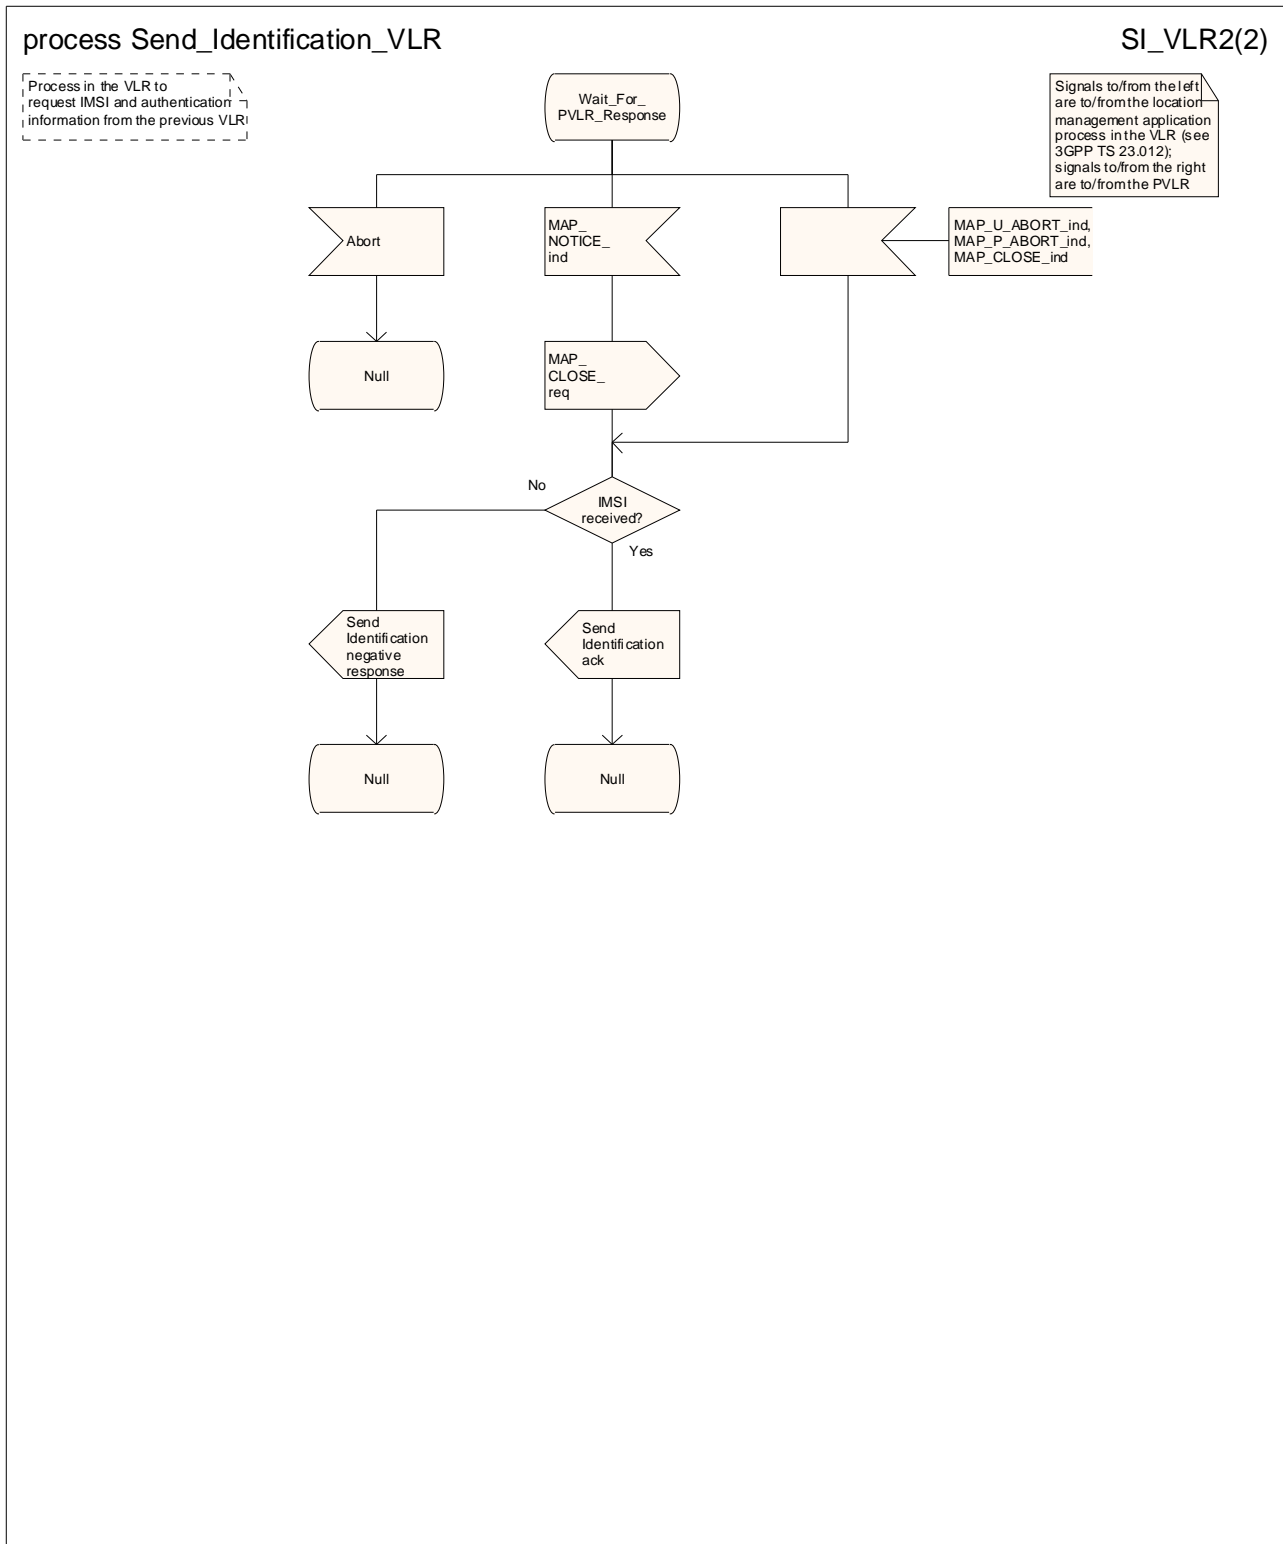 process Send_Identification_VLR
SI_VLR2(2)
Process in the VLR to
request IMSI and authentication
information from the previous VLR
Wait_For_
PVLR_Response
Signals to/from the left
are to/from the location
management application
process in the VLR (see
3GPP TS 23.012);
signals to/from the right
are to/from the PVLR
Abort
MAP_
NOTICE_
ind
MAP_U_ABORT_ind,
MAP_P_ABORT_ind,
MAP_CLOSE_ind
Null
MAP_
CLOSE_
req
No
IMSI
received?
Yes
Send
Identification
negative
response
Send
Identification
ack
Null
Null